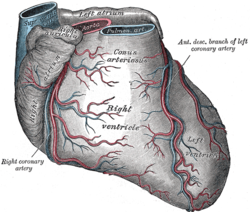 Left atrium
Aorta
Pulmon. art.
Ant. desc. branch of left
coronary artery
Conus
arteriosus
Right
ventricle
Left
ventricle
Right coronary
artery